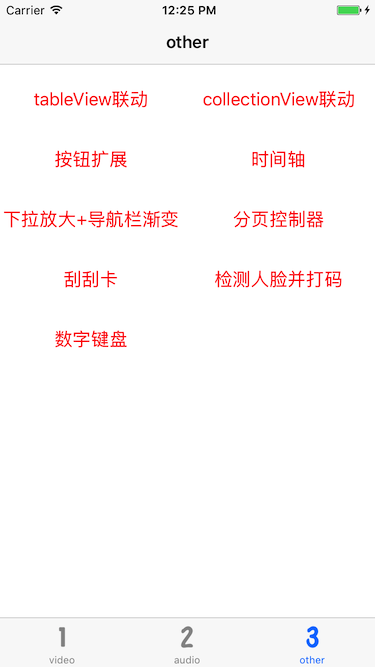 Carrier 12:25 PM
other
tableView联动 collectionView联动
按钮扩展 时间轴
下拉放大+导航栏渐变 分页控制器
刮刮卡 检测人脸并打码
数字键盘
1 2 3
video audio other